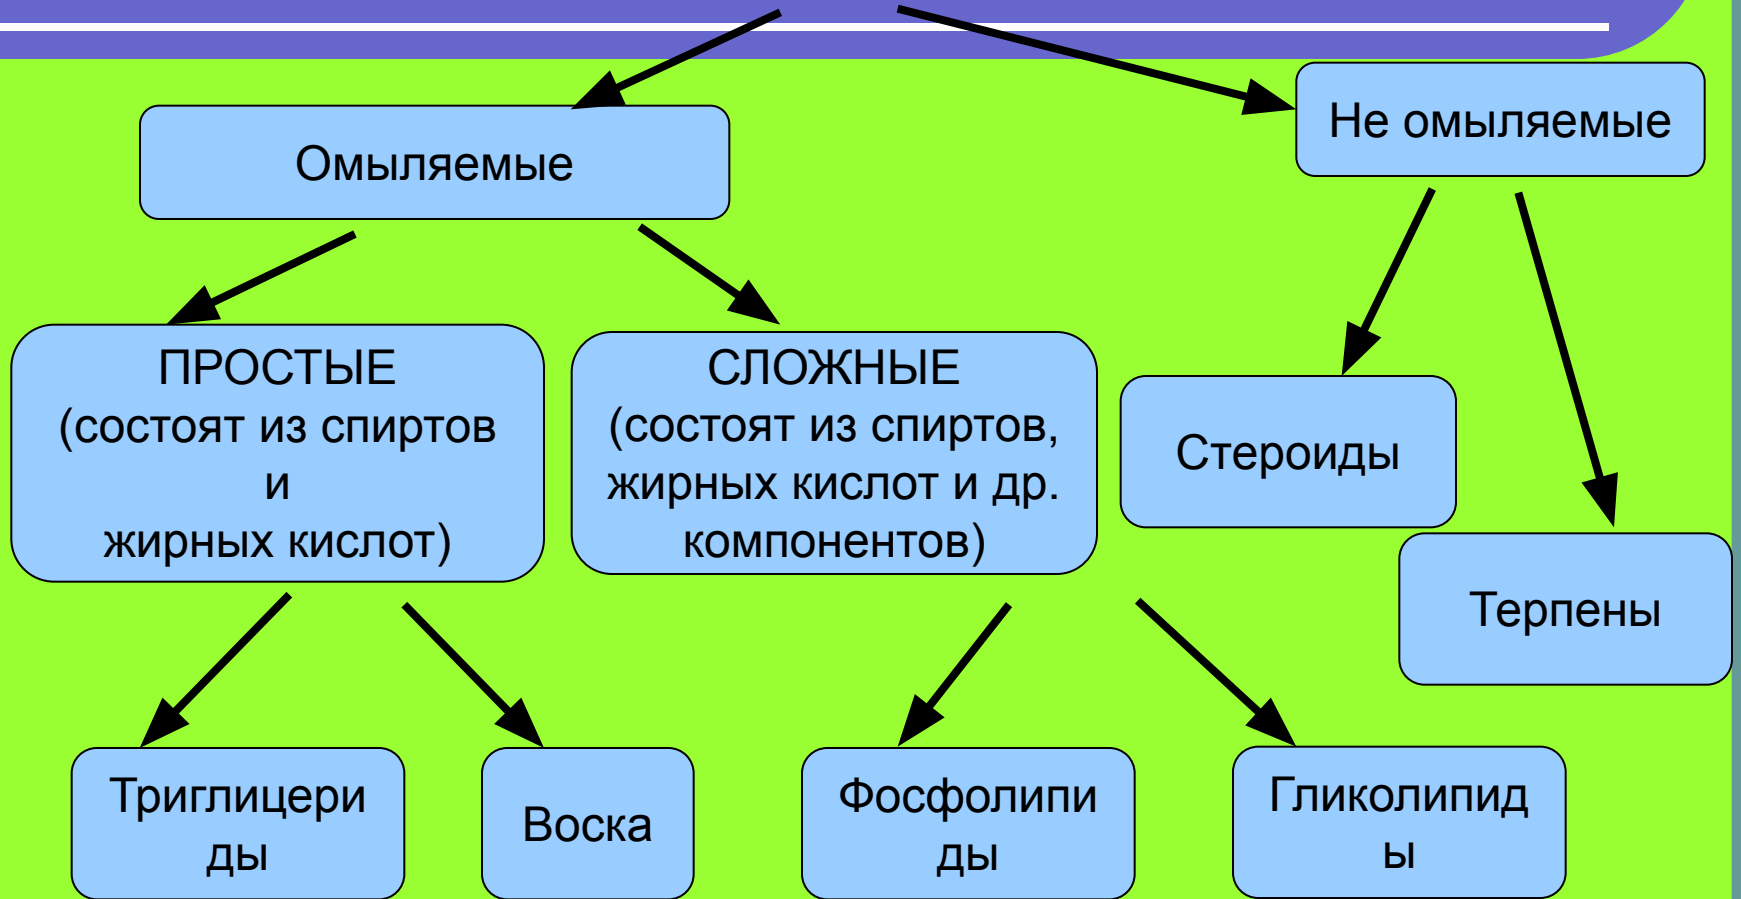 Омыляемые
Не омыляемые
ПРОСТЫЕ
(состоят из спиртов
и
жирных кислот)
СЛОЖНЫЕ
(состоят из спиртов,
жирных кислот и др.
компонентов)
Стероиды
Терпены
Триглицери
ды
Воска
Фосфолипи
ды
Гликолипид
ы